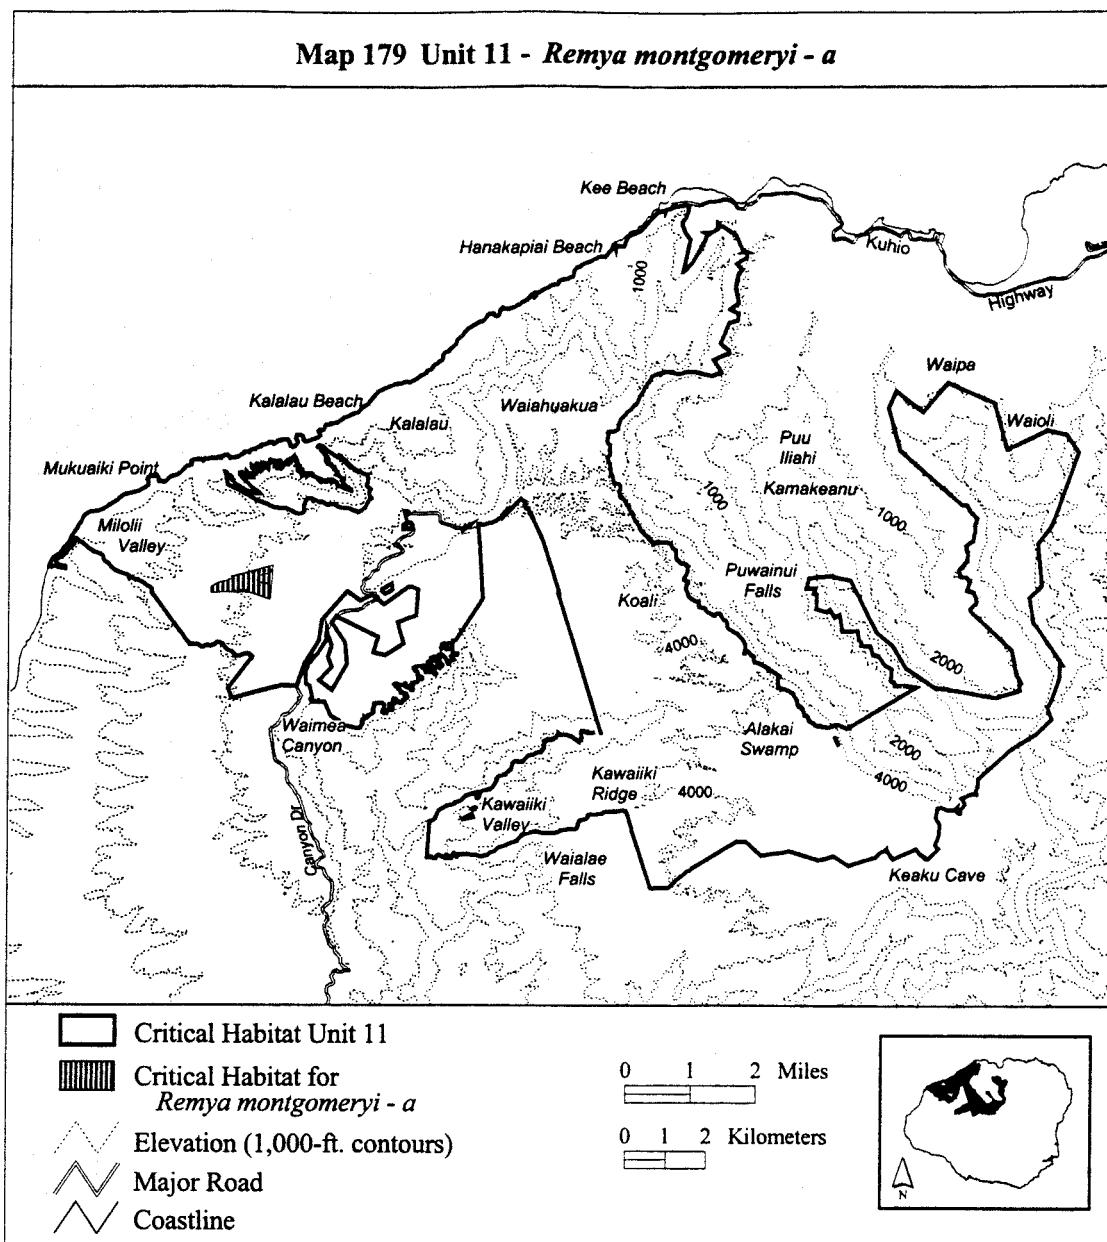 Map 179 Unit 11 - Remya montgomeryi - a
Kee Beach
Hanakapiai Beach
Kuhio
Highway
1000
Waipa
Kalalau Beach
Kalalau
Waiahuakua
Waioli
Puu
Iliahi
Mukuaiki Point
Kamakeanu
1000
1000
Milolii
Valley
Puwainui
Falls
Koali
4000
2000
Waimea
Canyon
Alakai
Swamp
2000
4000
Kawaiiki
Ridge
4000
Kawaiiki
Valley
Canyon Dr
Waialae
Falls
Keaku Cave
Critical Habitat Unit 11
Critical Habitat for
Remya montgomeryi - a
Elevation (1,000-ft. contours)
Major Road
Coastline
0 1 2 Miles
0 1 2 Kilometers
N